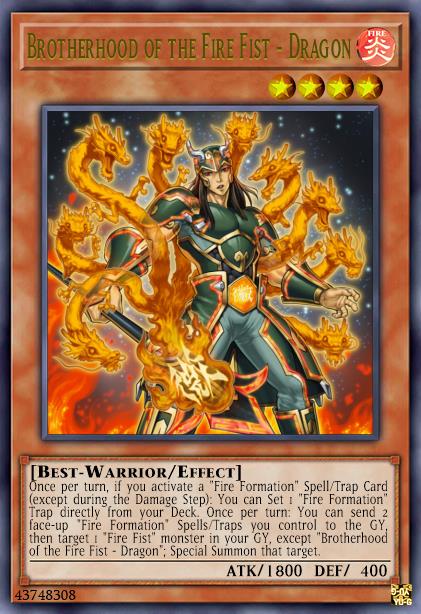 Brotherhood of the Fire Fist - Dragon
FIRE
炎
[Best-Warrior/Effect]
Once per turn, if you activate a "Fire Formation" Spell/Trap Card
(except during the Damage Step): You can Set 1 "Fire Formation"
Trap directly from your Deck. Once per turn: You can send 2
face-up "Fire Formation" Spells/Traps you control to the GY,
then target 1 "Fire Fist" monster in your GY, except "Brotherhood
of the Fire Fist - Dragon"; Special Summon that target.
ATK/1800 DEF/ 400
43748308